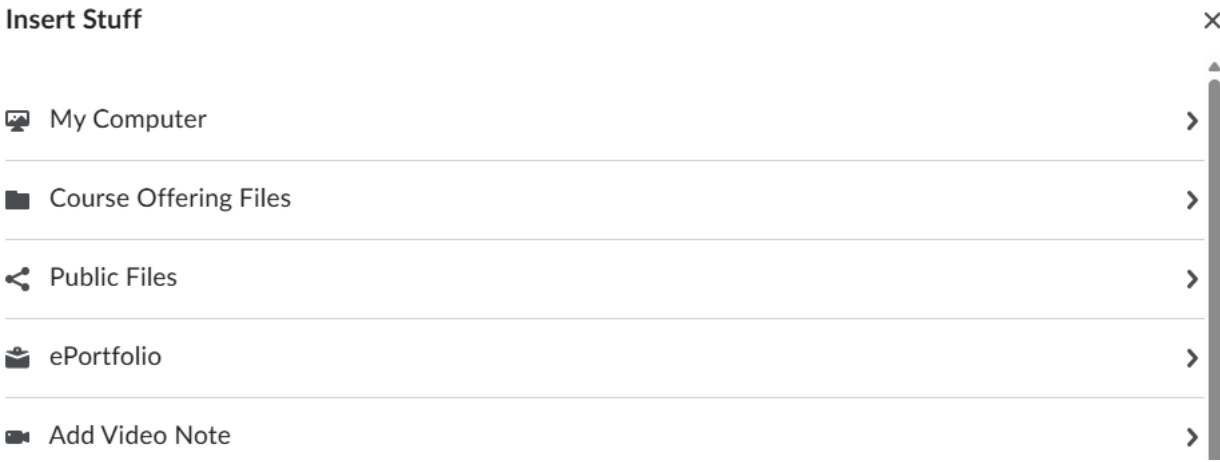 Insert Stuff
My Computer
Course Offering Files
Public Files
ePortfolio
Add Video Note